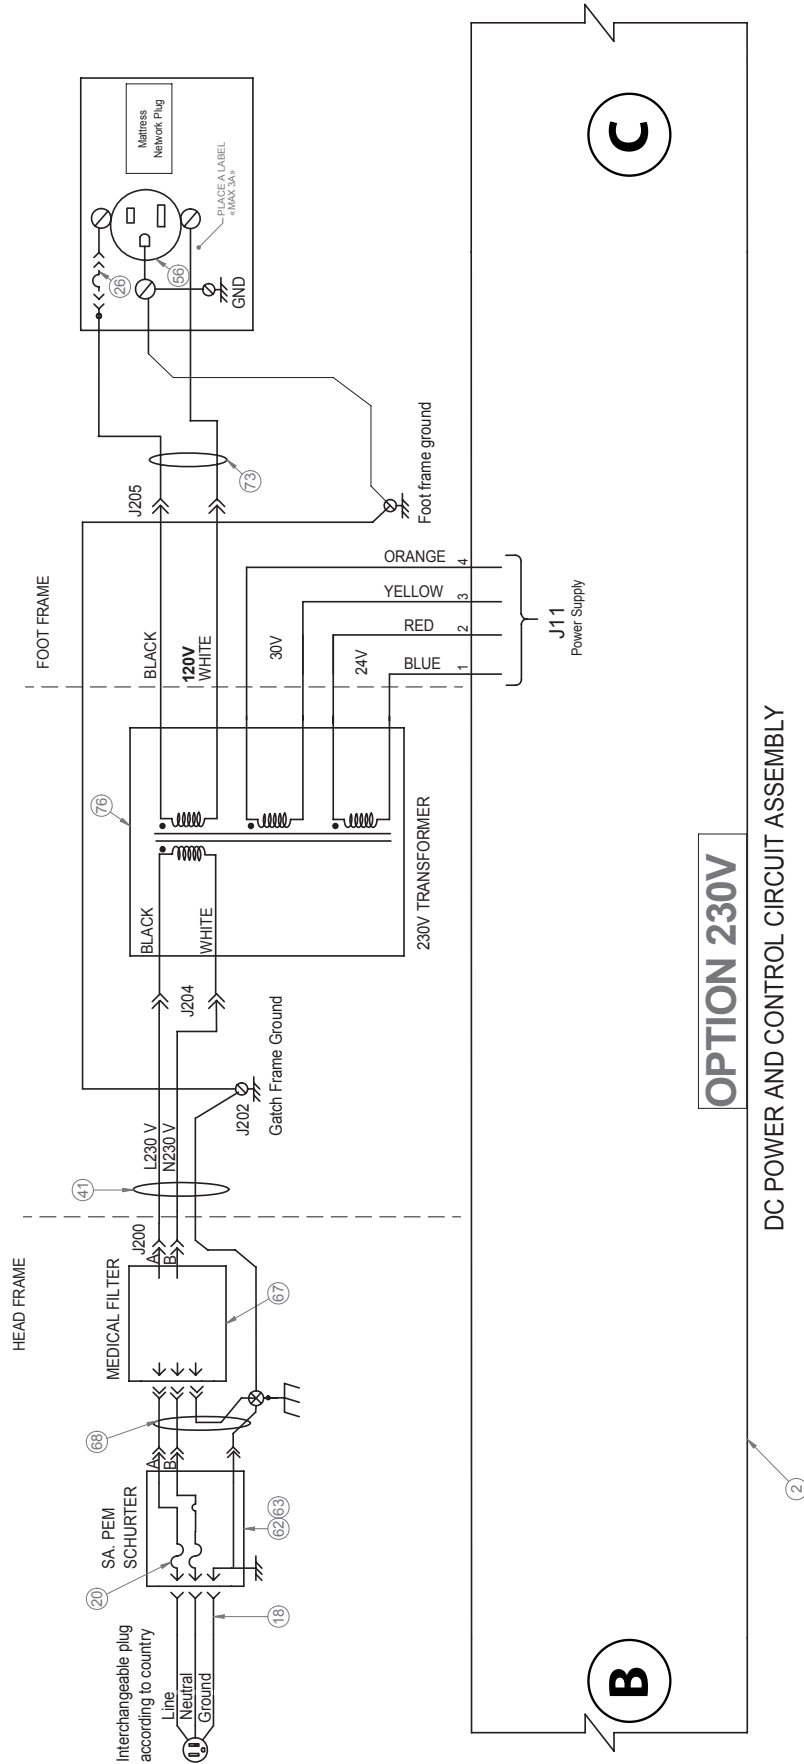 HEAD FRAME
FOOT FRAME
Interchangeable plug
according to country
Line
Neutral
Ground
18
SA. PEM
SCHURTER
20
62
63
A
B
68
MEDICAL FILTER
67
A
B
J200
41
L230 V
N230 V
J202
Gatch Frame Ground
J204
BLACK
WHITE
76
230V TRANSFORMER
BLACK
120V
WHITE
30V
24V
ORANGE
4
YELLOW
3
RED
2
BLUE
1
J11
Power Supply
J205
73
Foot frame ground
26
56
GND
Mattress
Network Plug
PLACE A LABEL
«MAX 3A»
B
C
OPTION 230V
DC POWER AND CONTROL CIRCUIT ASSEMBLY
2